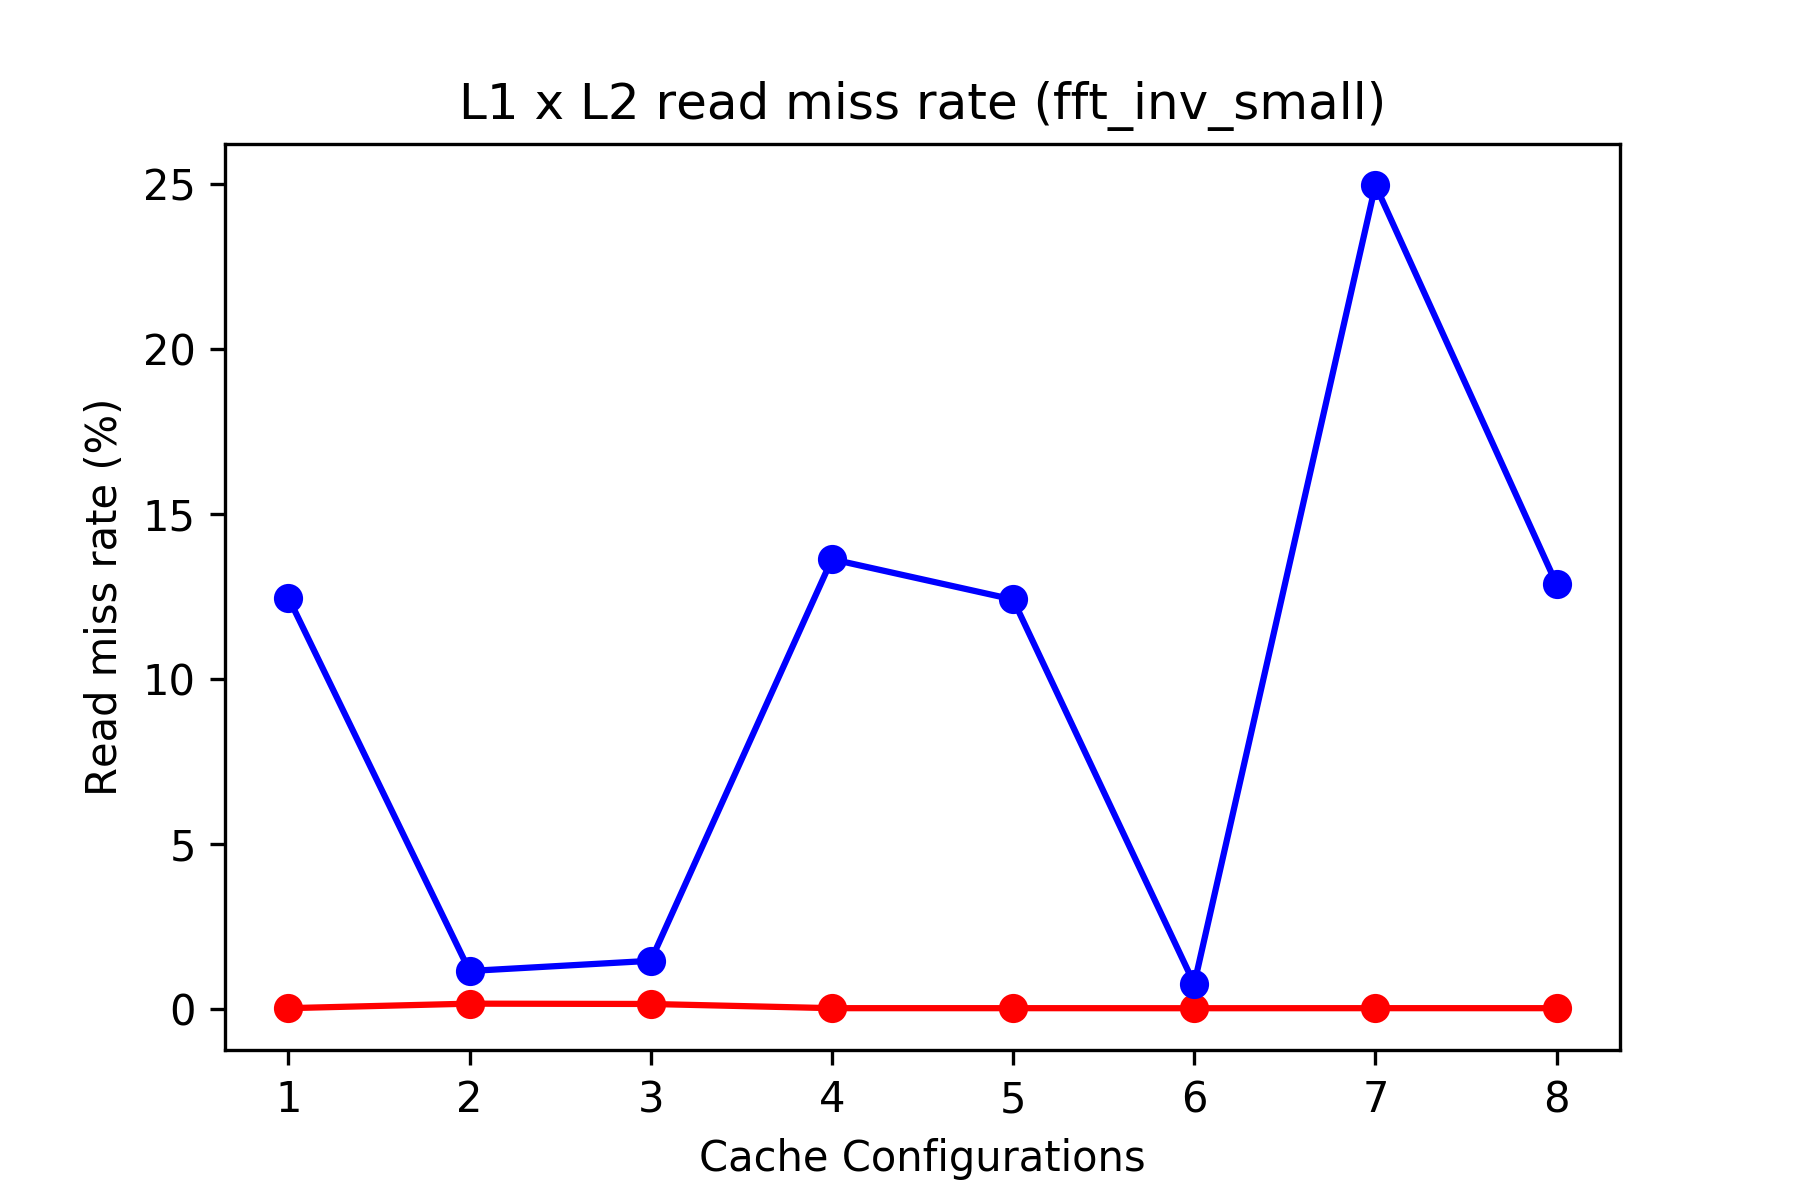 L1 x L2 read miss rate (fft_inv_small)
Read miss rate (%)
25
20
15
10
5
0
1 2 3 4 5 6 7 8
Cache Configurations